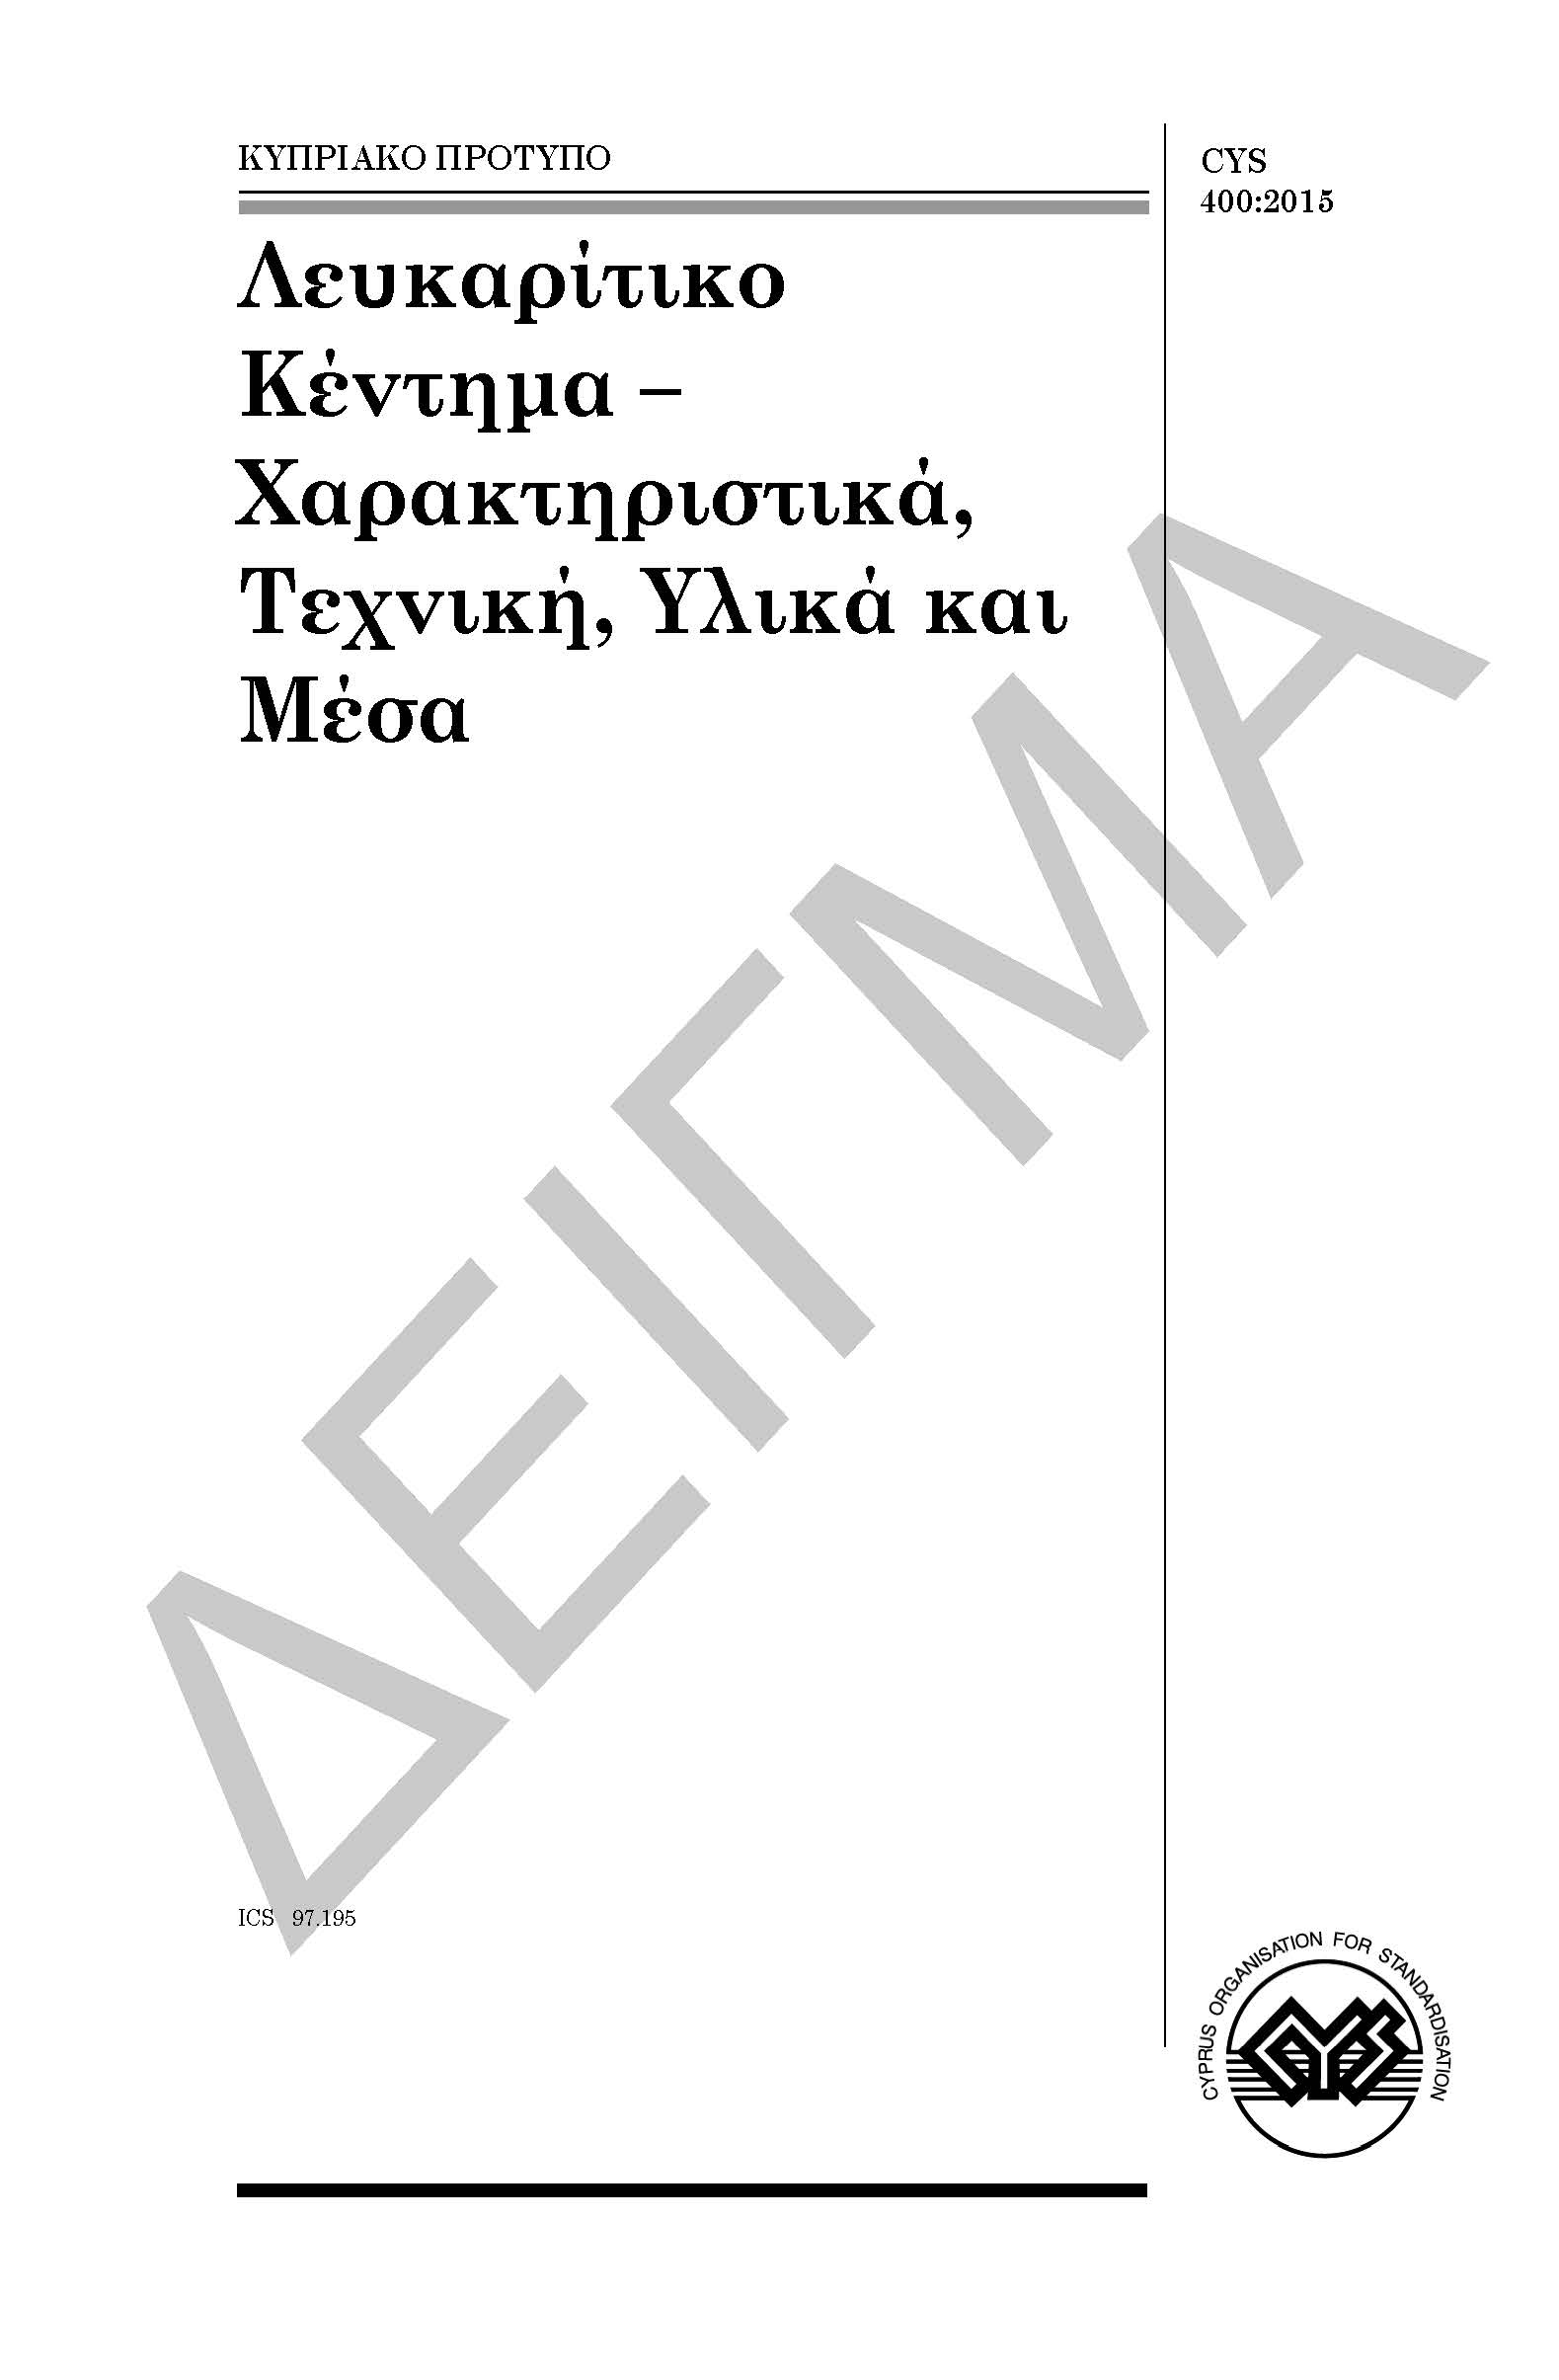 ΚΥΠΡΙΑΚΟ ΠΡΟΤΥΠΟ
CYS
400:2015
Λευκαρίτικο
Κέντημα –
Χαρακτηριστικά,
Τεχνική, Υλικά και
Μέσα
ΔΕΙΓΜΑ
ICS 97.195
CYPRUS ORGANISATION FOR STANDARDISATION
CYS